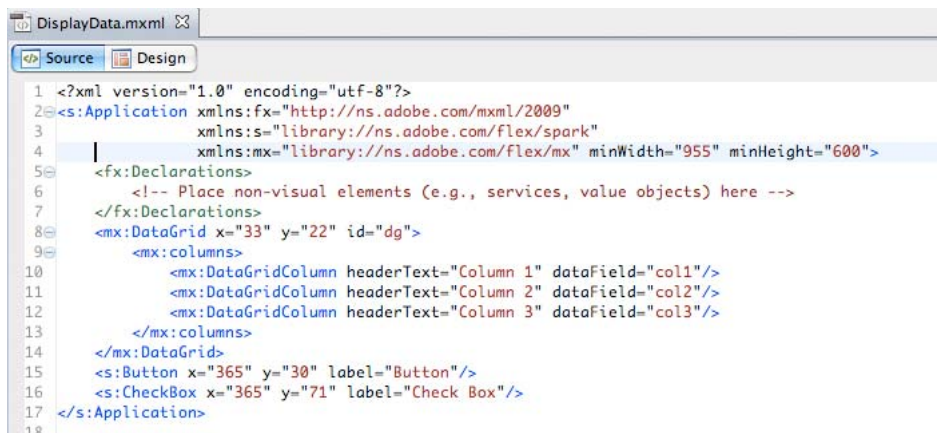 DisplayData.mxml
Source Design
1 <?xml version="1.0" encoding="utf-8"?>
2 <s:Application xmlns:fx="http://ns.adobe.com/mxml/2009"
3 xmlns:s="library://ns.adobe.com/flex/spark"
4 xmlns:mx="library://ns.adobe.com/flex/mx" minWidth="955" minHeight="600">
5 <fx:Declarations>
6 <!-- Place non-visual elements (e.g., services, value objects) here -->
7 </fx:Declarations>
8 <mx:DataGrid x="33" y="22" id="dg">
9 <mx:columns>
10 <mx:DataGridColumn headerText="Column 1" dataField="col1"/>
11 <mx:DataGridColumn headerText="Column 2" dataField="col2"/>
12 <mx:DataGridColumn headerText="Column 3" dataField="col3"/>
13 </mx:columns>
14 </mx:DataGrid>
15 <s:Button x="365" y="30" label="Button"/>
16 <s:CheckBox x="365" y="71" label="Check Box"/>
17 </s:Application>
18